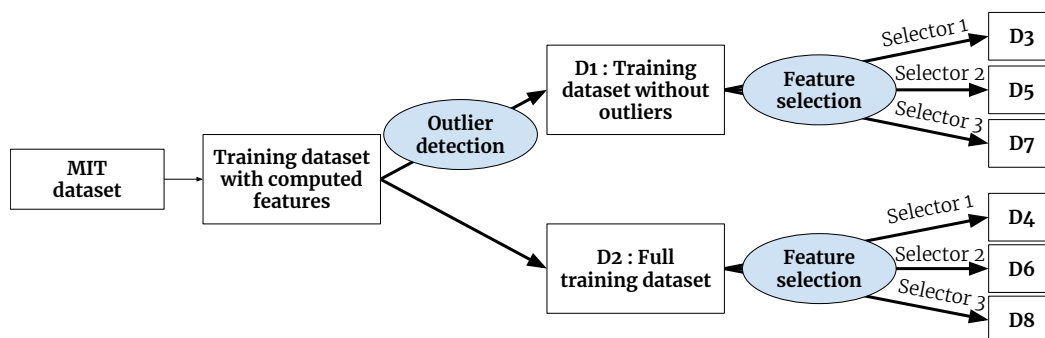 MIT
dataset
Training dataset
with computed
features
Outlier
detection
D1 : Training
dataset without
outliers
Feature
selection
Selector 1
D3
Selector 2
D5
Selector 3
D7
D2 : Full
training dataset
Feature
selection
Selector 1
D4
Selector 2
D6
Selector 3
D8